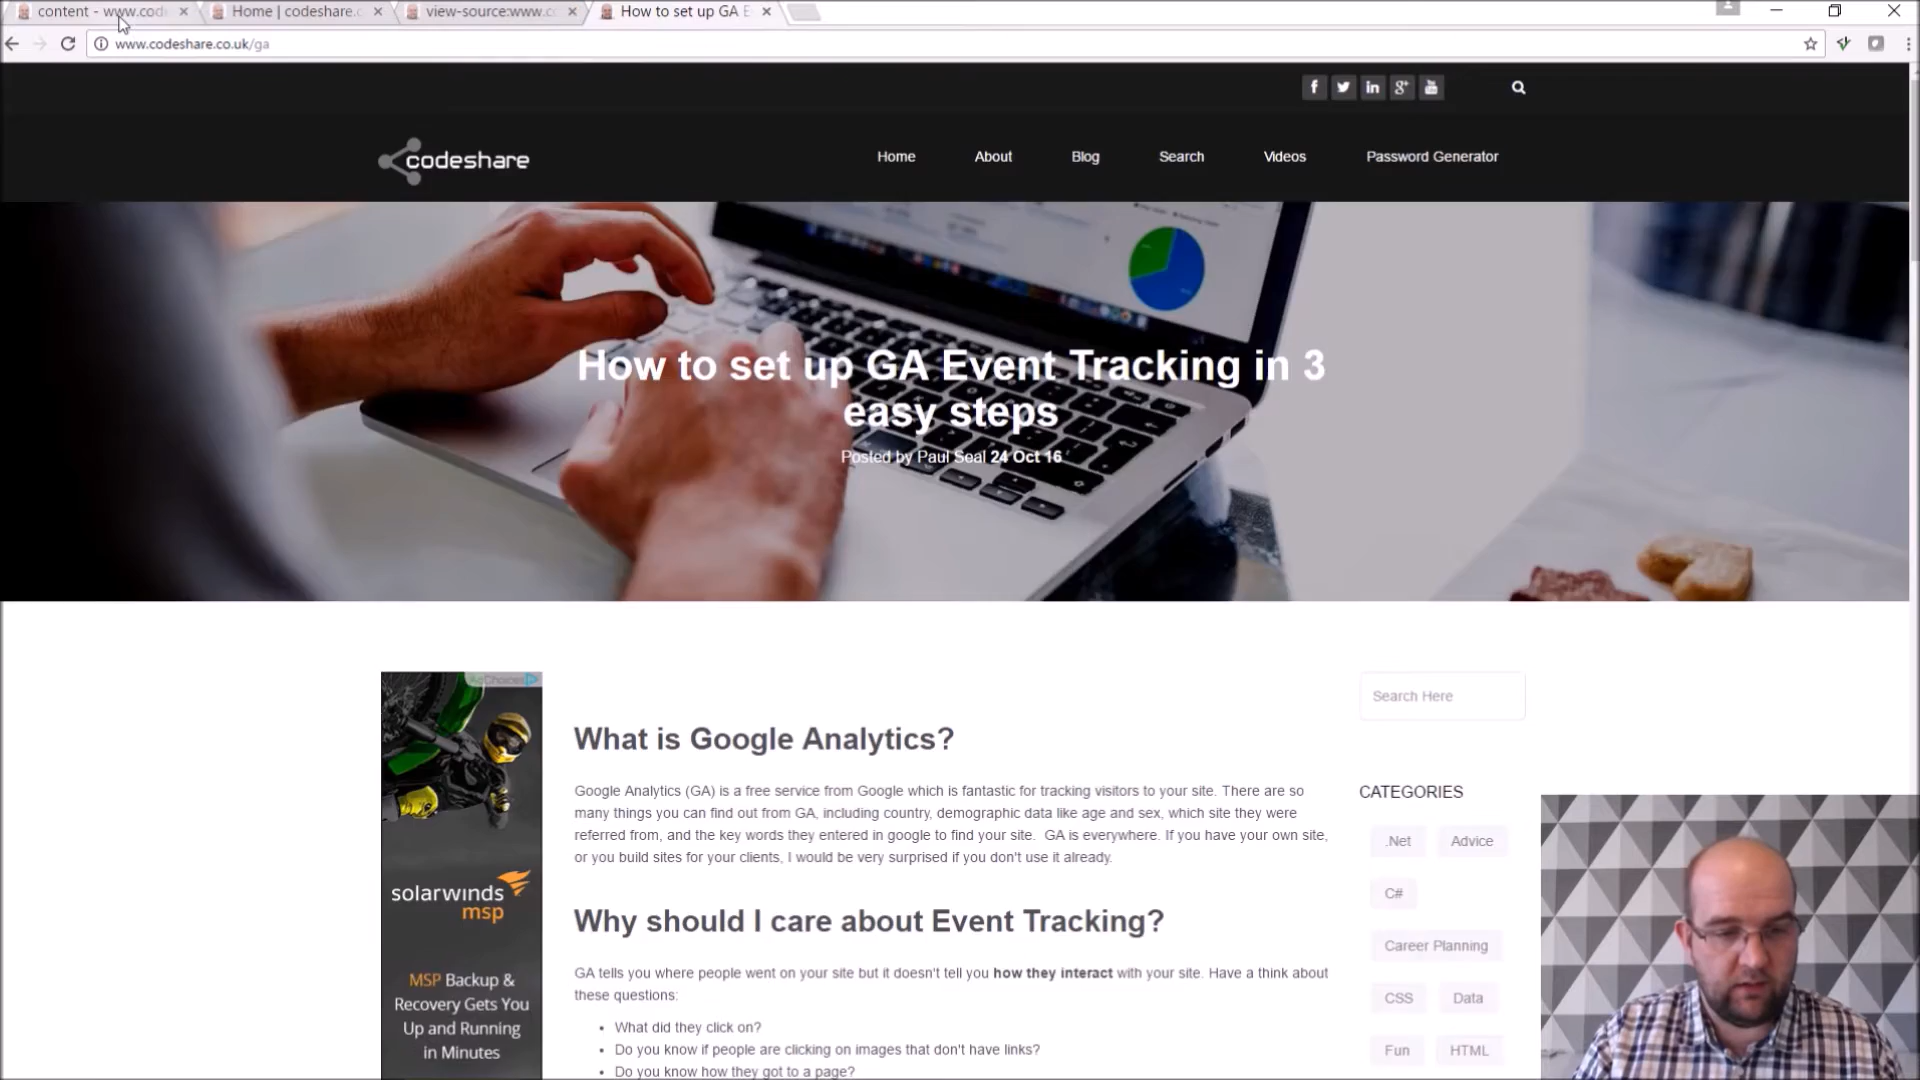 content - www.cod
Home | codeshare.c
view-source:www.co
How to set up GA E
www.codeshare.co.uk/ga
codeshare
Home
About
Blog
Search
Videos
Password Generator
How to set up GA Event Tracking in 3
easy steps
Posted by Paul Seal 24 Oct 16
AdChoices
solarwinds
msp
MSP Backup &
Recovery Gets You
Up and Running
in Minutes
What is Google Analytics?
Google Analytics (GA) is a free service from Google which is fantastic for tracking visitors to your site. There are so
many things you can find out from GA, including country, demographic data like age and sex, which site they were
referred from, and the key words they entered in google to find your site. GA is everywhere. If you have your own site,
or you build sites for your clients, I would be very surprised if you don't use it already.
Why should I care about Event Tracking?
GA tells you where people went on your site but it doesn't tell you how they interact with your site. Have a think about
these questions:
• What did they click on?
• Do you know if people are clicking on images that don't have links?
• Do you know how they got to a page?
Search Here
CATEGORIES
.Net
Advice
C#
Career Planning
CSS
Data
Fun
HTML